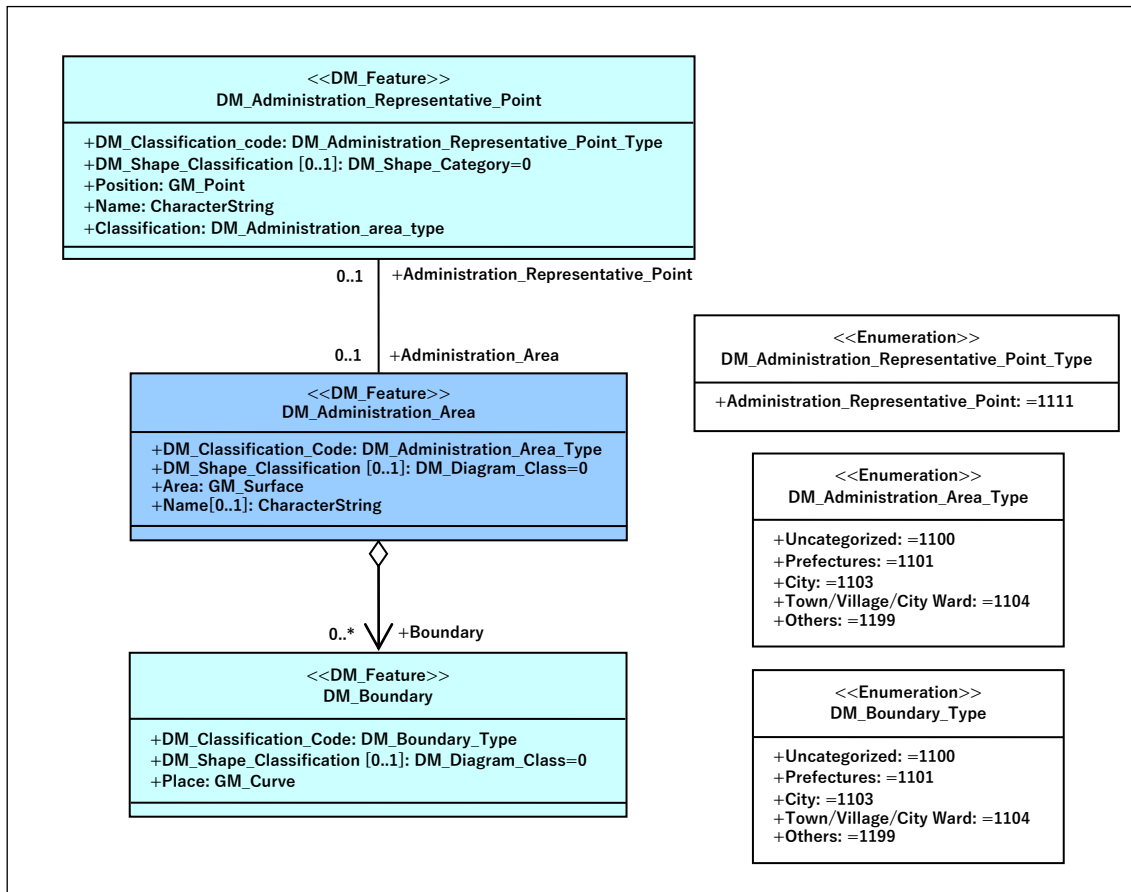 <<DM_Feature>>
DM_Administration_Representative_Point
+DM_Classification_code: DM_Administration_Representative_Point_Type
+DM_Shape_Classification [0..1]: DM_Shape_Category=0
+Position: GM_Point
+Name: CharacterString
+Classification: DM_Administration_area_type
0..1 +Administration_Representative_Point
0..1 +Administration_Area
<<DM_Feature>>
DM_Administration_Area
+DM_Classification_Code: DM_Administration_Area_Type
+DM_Shape_Classification [0..1]: DM_Diagram_Class=0
+Area: GM_Surface
+Name[0..1]: CharacterString
0..* +Boundary
<<DM_Feature>>
DM_Boundary
+DM_Classification_Code: DM_Boundary_Type
+DM_Shape_Classification [0..1]: DM_Diagram_Class=0
+Place: GM_Curve
<<Enumeration>>
DM_Administration_Representative_Point_Type
+Administration_Representative_Point: =1111
<<Enumeration>>
DM_Administration_Area_Type
+Uncategorized: =1100
+Prefectures: =1101
+City: =1103
+Town/Village/City Ward: =1104
+Others: =1199
<<Enumeration>>
DM_Boundary_Type
+Uncategorized: =1100
+Prefectures: =1101
+City: =1103
+Town/Village/City Ward: =1104
+Others: =1199